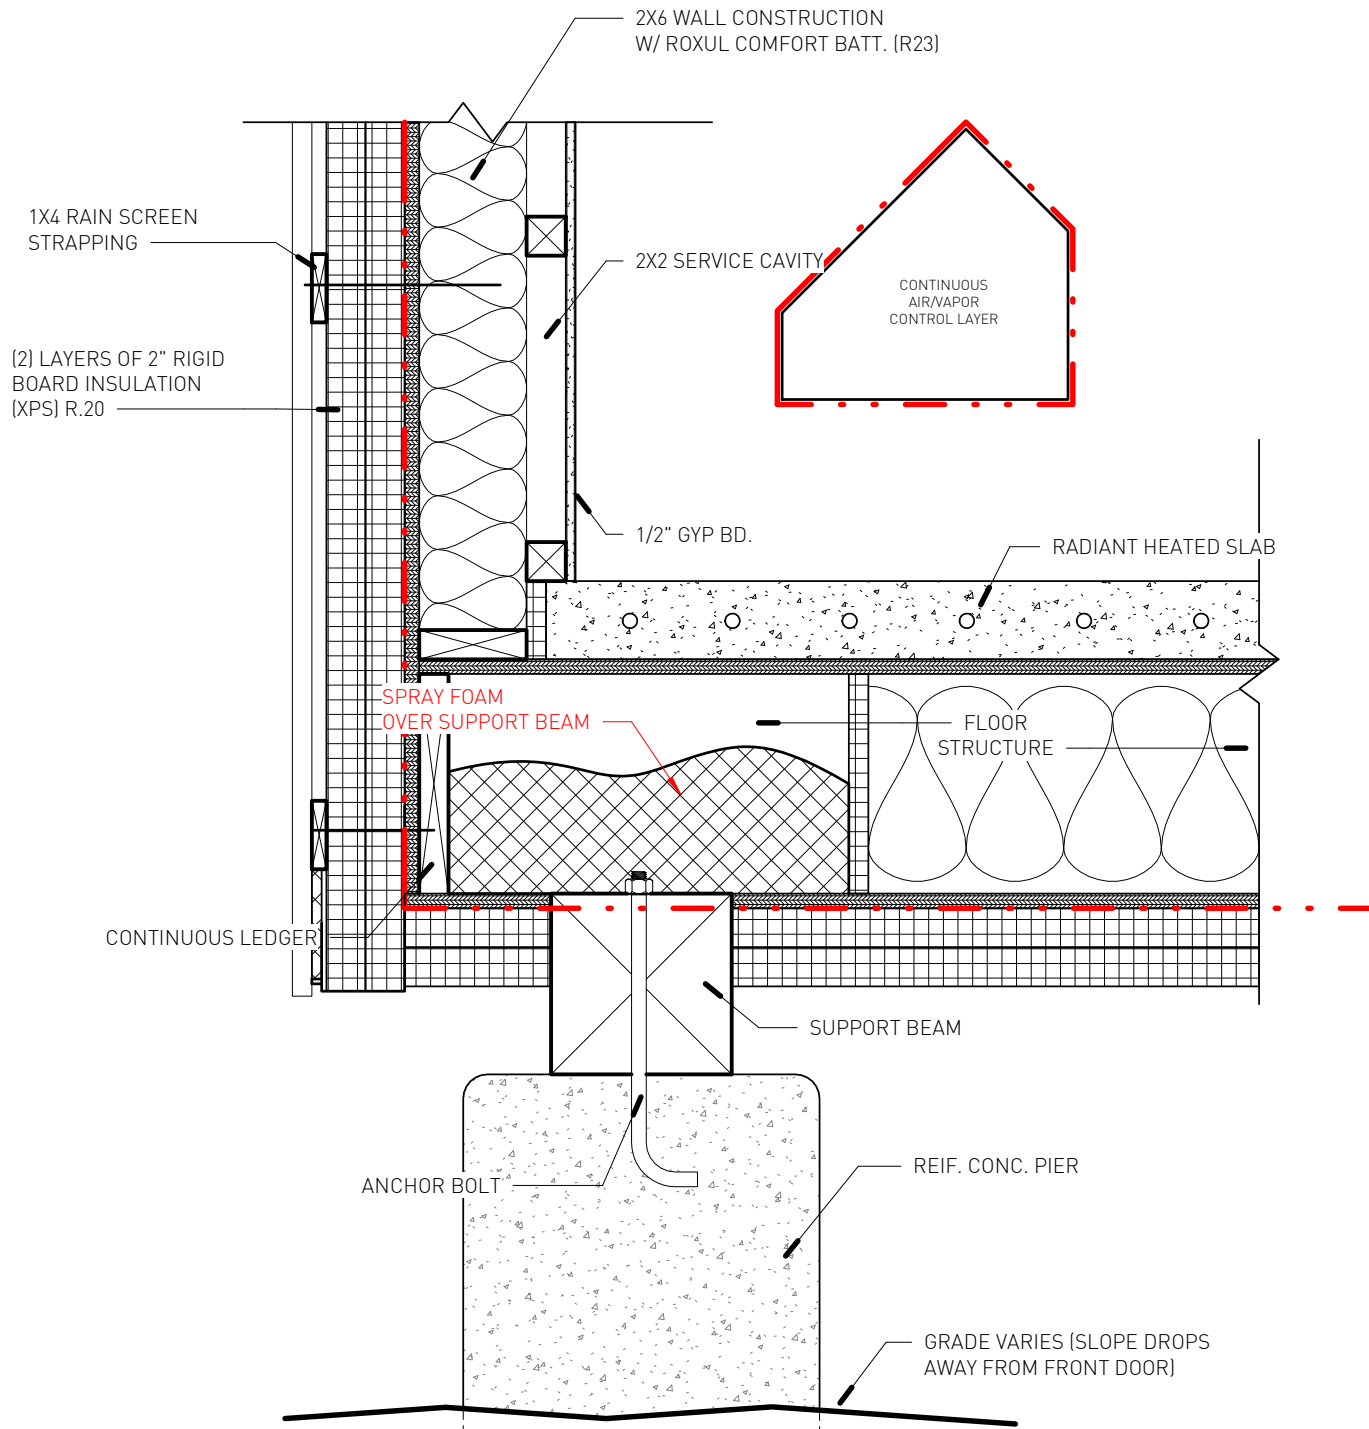 2X6 WALL CONSTRUCTION
W/ ROXUL COMFORT BATT. (R23)
1X4 RAIN SCREEN
STRAPPING
2X2 SERVICE CAVITY
CONTINUOUS
AIR/VAPOR
CONTROL LAYER
(2) LAYERS OF 2" RIGID
BOARD INSULATION
(XPS) R.20
1/2" GYP BD.
RADIANT HEATED SLAB
SPRAY FOAM
OVER SUPPORT BEAM
FLOOR
STRUCTURE
CONTINUOUS LEDGER
SUPPORT BEAM
ANCHOR BOLT
REIF. CONC. PIER
GRADE VARIES (SLOPE DROPS
AWAY FROM FRONT DOOR)